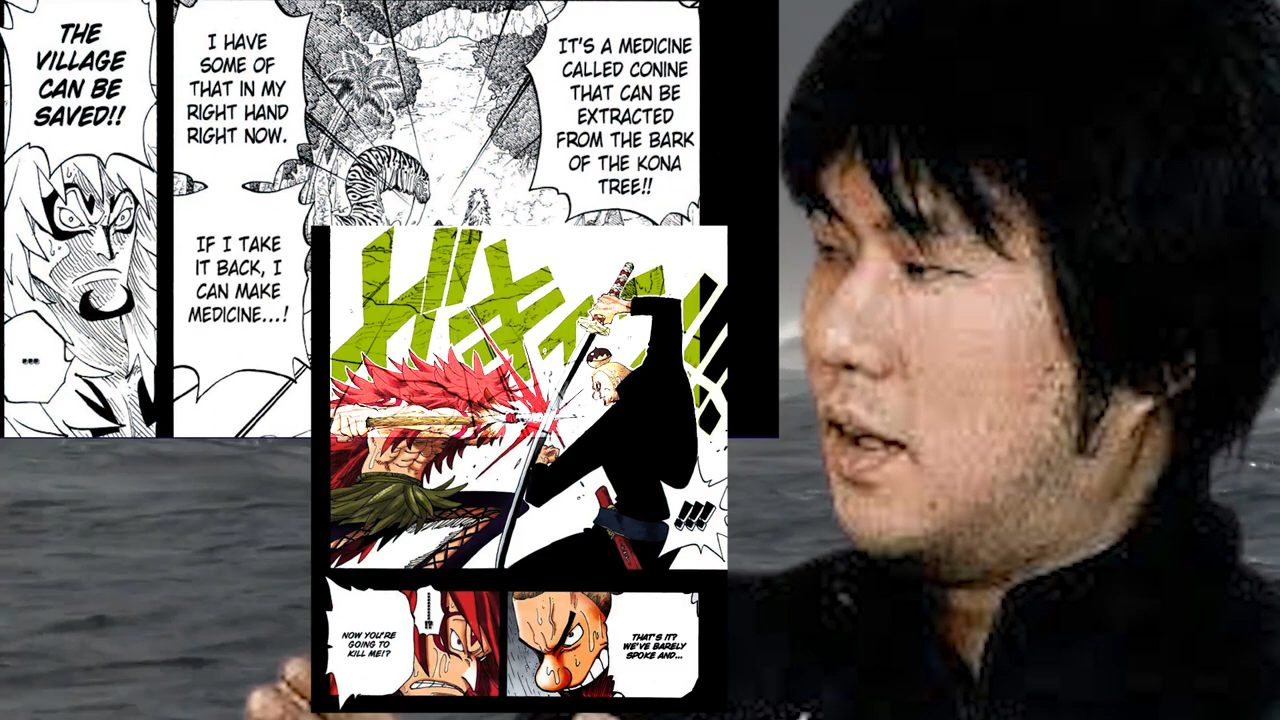 THE
VILLAGE
CAN BE
SAVED!!
...
I HAVE
SOME OF
THAT IN MY
RIGHT HAND
RIGHT NOW.
IF I TAKE
IT BACK, I
CAN MAKE
MEDICINE...!
IT'S A MEDICINE
CALLED CONINE
THAT CAN BE
EXTRACTED
FROM THE BARK
OF THE KONA
TREE!!
!!!
NOW YOU'RE
GOING TO
KILL ME!?
THAT'S IT?
WE'VE BARELY
SPOKE AND...